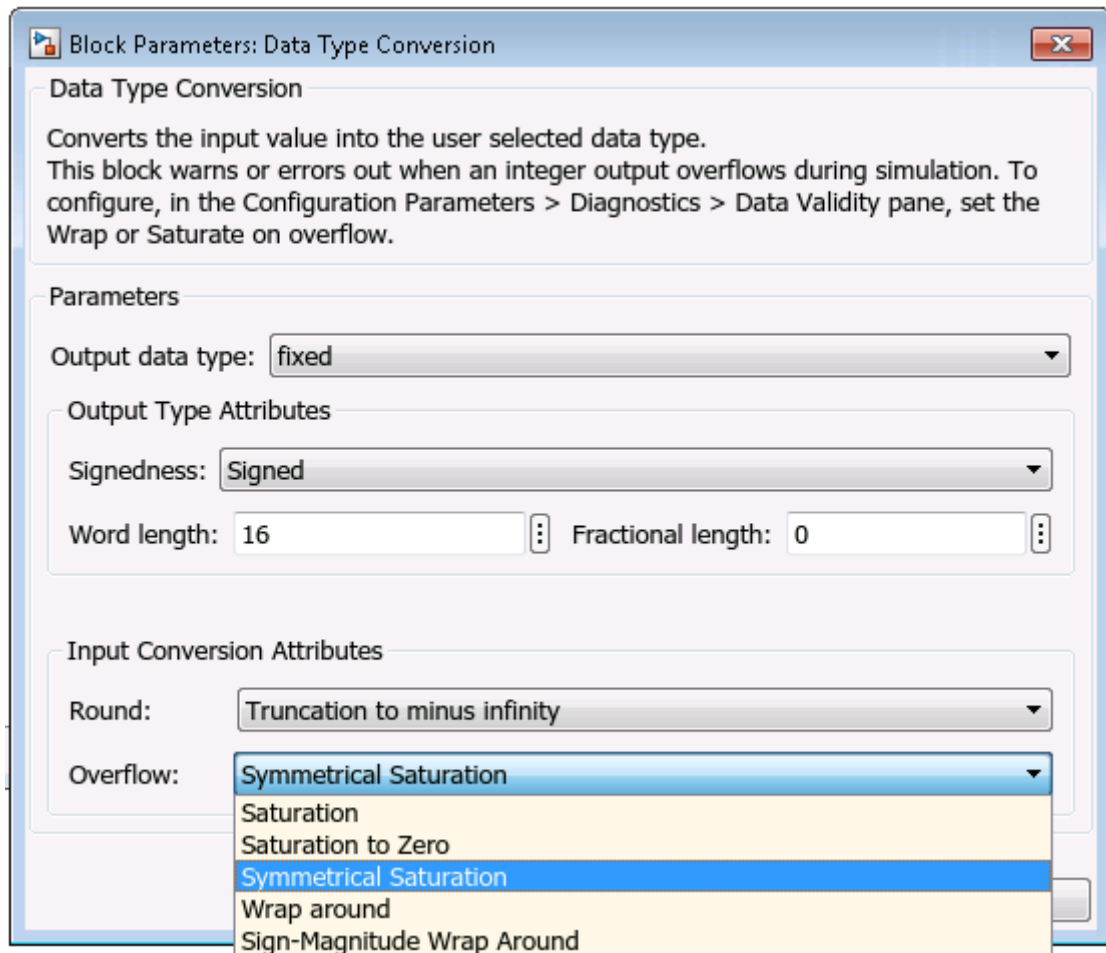 Block Parameters: Data Type Conversion
Data Type Conversion
Converts the input value into the user selected data type.
This block warns or errors out when an integer output overflows during simulation. To
configure, in the Configuration Parameters > Diagnostics > Data Validity pane, set the
Wrap or Saturate on overflow.
Parameters
Output data type: fixed
Output Type Attributes
Signedness: Signed
Word length: 16 Fractional length: 0
Input Conversion Attributes
Round: Truncation to minus infinity
Overflow: Symmetrical Saturation
Saturation
Saturation to Zero
Symmetrical Saturation
Wrap around
Sign-Magnitude Wrap Around